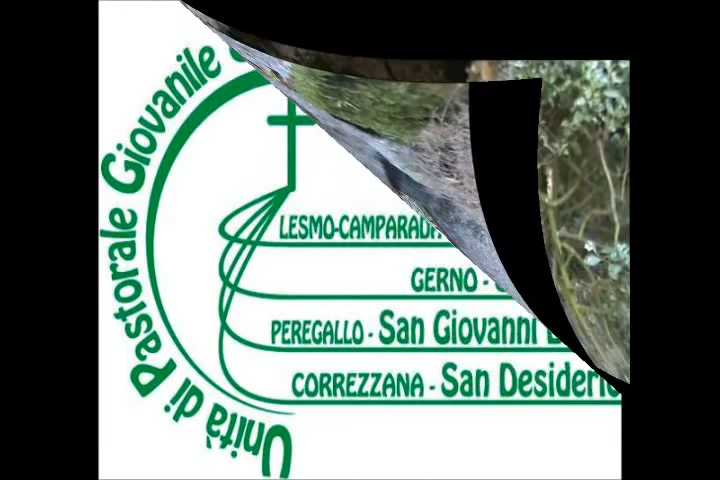 Unità di Pastorale Giovanile
LESMO-CAMPARADA
GERNO -
PEREGALLO - San Giovanni
CORREZZANA - San Desiderio